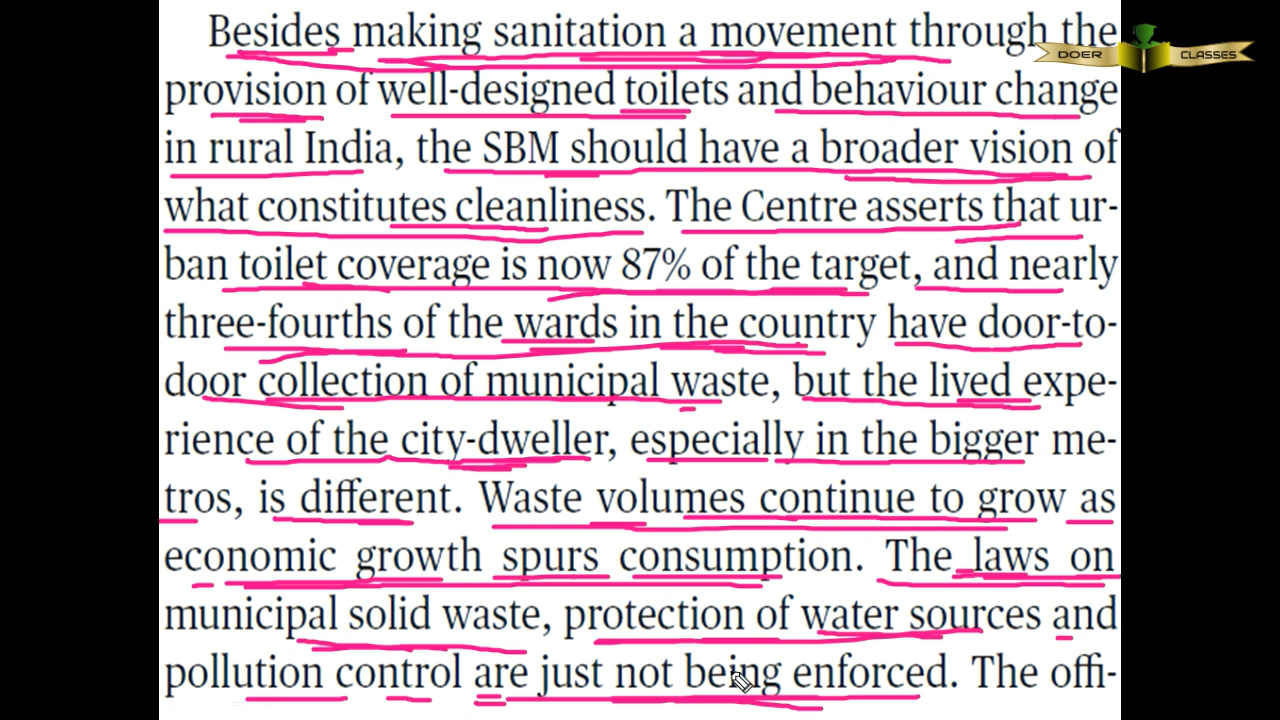 Besides making sanitation a movement through the
provision of well-designed toilets and behaviour change
in rural India, the SBM should have a broader vision of
what constitutes cleanliness. The Centre asserts that ur-
ban toilet coverage is now 87% of the target, and nearly
three-fourths of the wards in the country have door-to-
door collection of municipal waste, but the lived expe-
rience of the city-dweller, especially in the bigger me-
tros, is different. Waste volumes continue to grow as
economic growth spurs consumption. The laws on
municipal solid waste, protection of water sources and
pollution control are just not being enforced. The offi-
DOER CLASSES